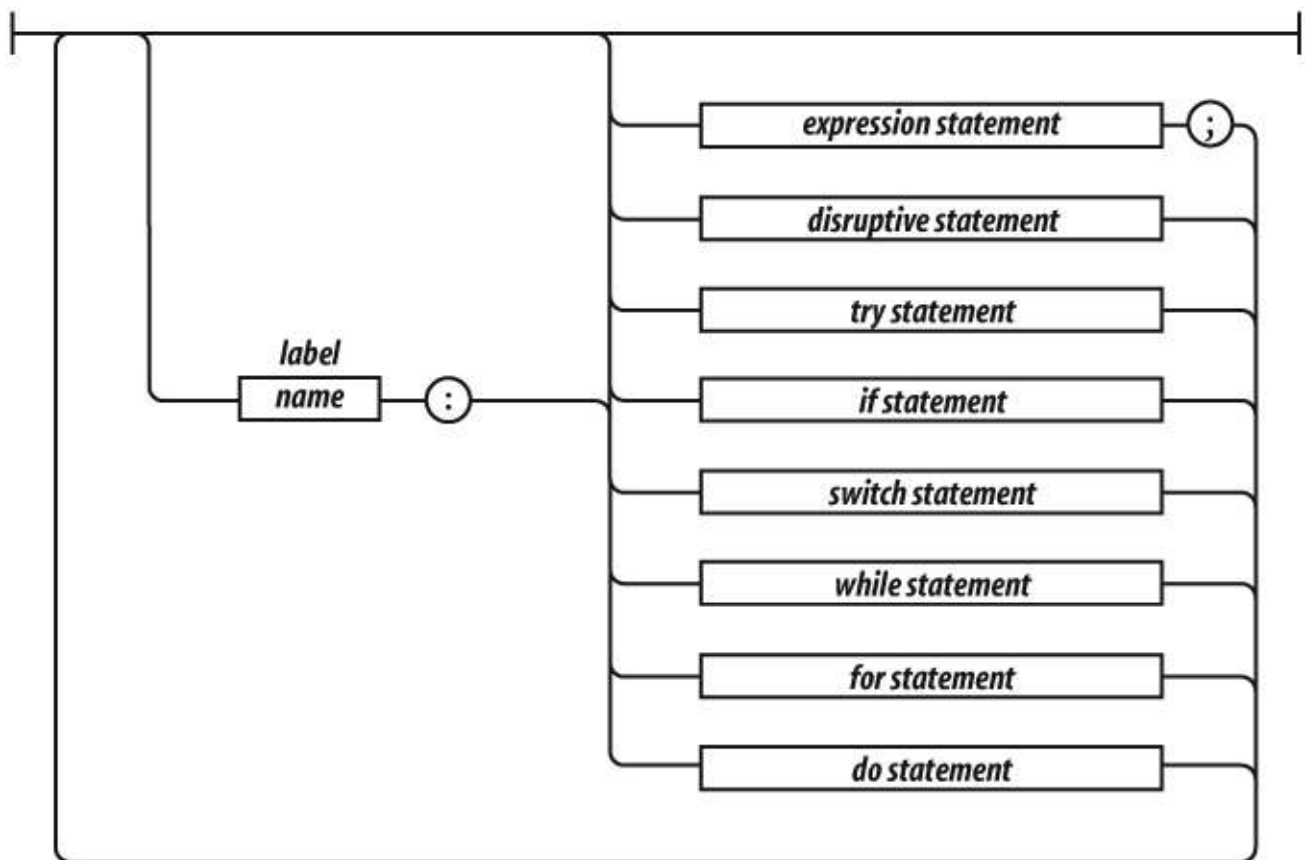 expression statement ;
disruptive statement
try statement
label
name :
if statement
switch statement
while statement
for statement
do statement